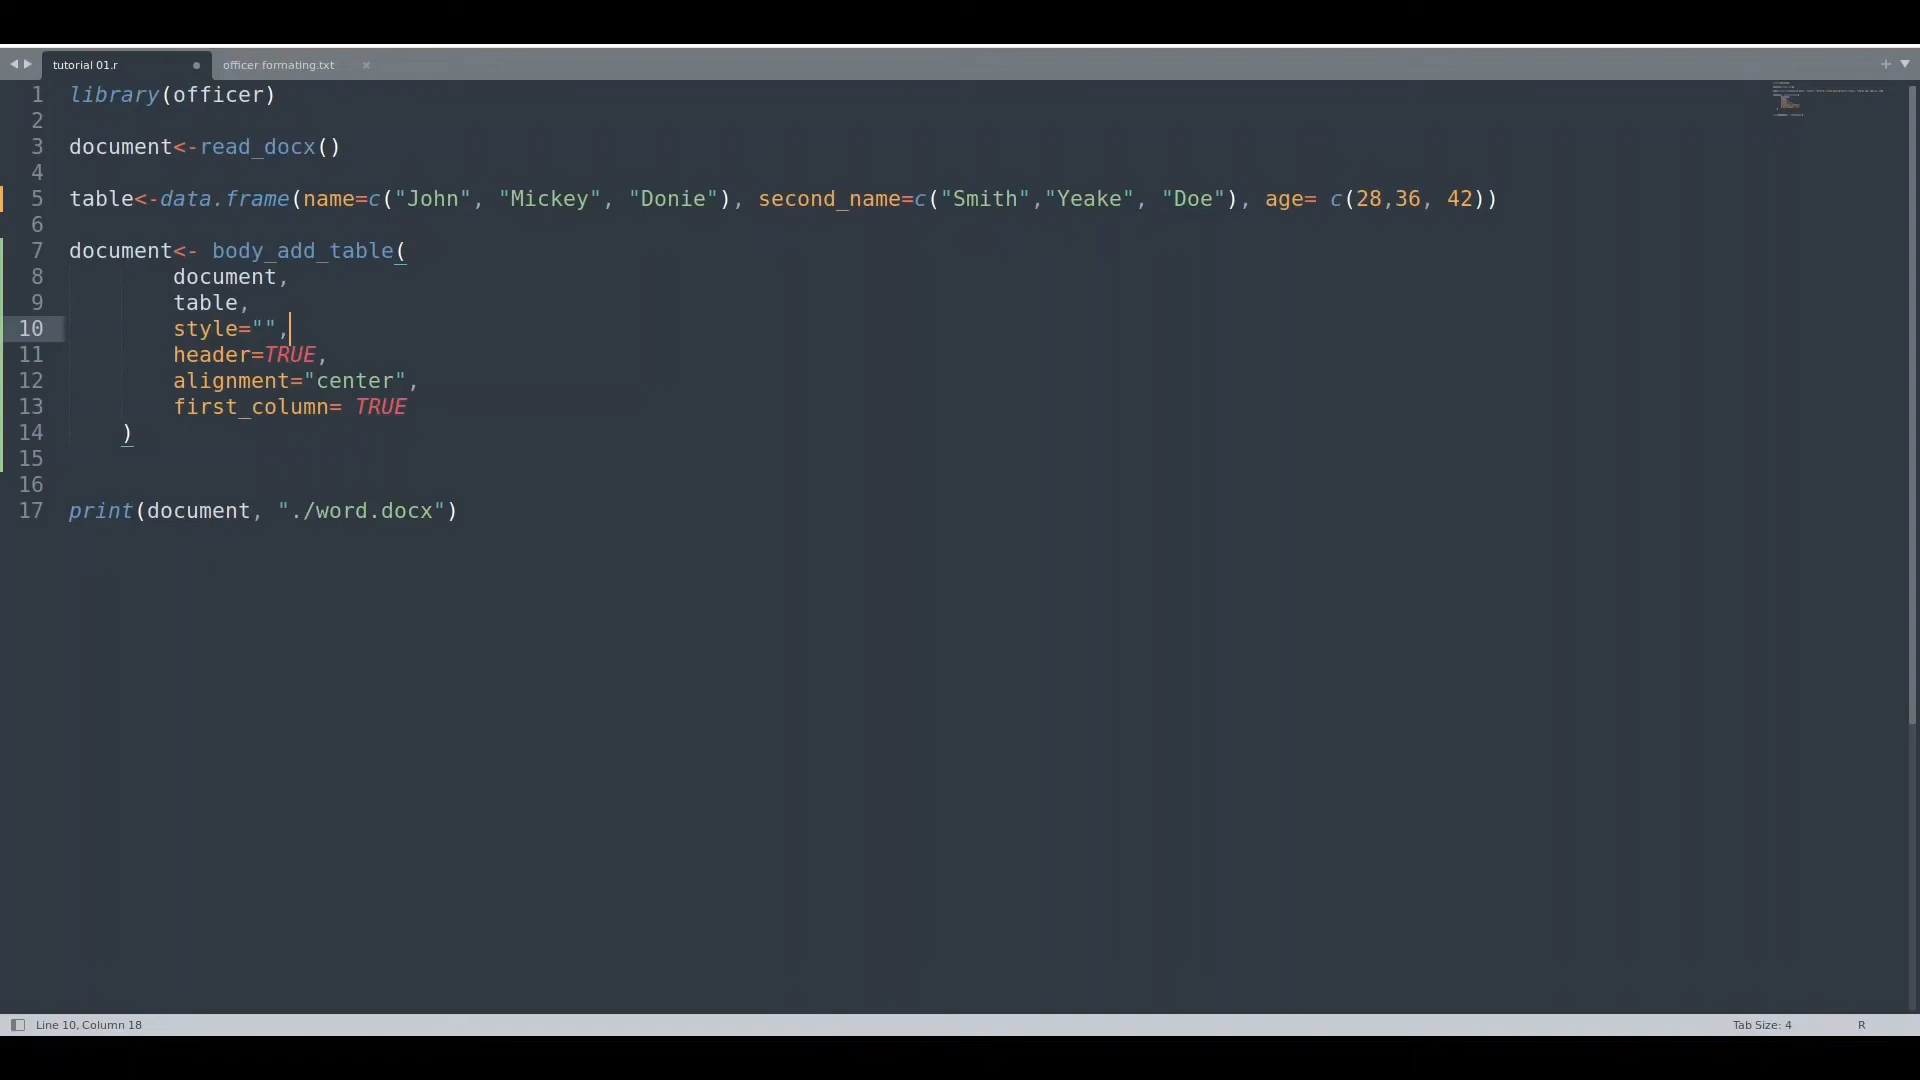 tutorial 01.r
officer formating.txt
1 library(officer)
2
3 document<-read_docx()
4
5 table<-data.frame(name=c("John", "Mickey", "Donie"), second_name=c("Smith","Yeake", "Doe"), age= c(28,36, 42))
6
7 document<- body_add_table(
8 document,
9 table,
10 style="",
11 header=TRUE,
12 alignment="center",
13 first_column= TRUE
14 )
15
16
17 print(document, "./word.docx")
Line 10, Column 18
Tab Size: 4
R